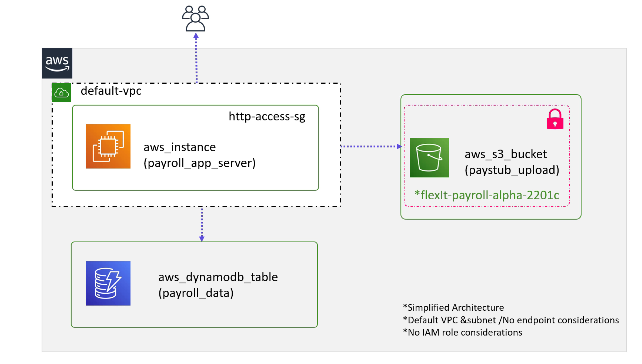 aws
default-vpc
http-access-sg
aws_instance
(payroll_app_server)
aws_s3_bucket
(paystub_upload)
*flexIt-payroll-alpha-2201c
aws_dynamodb_table
(payroll_data)
*Simplified Architecture
*Default VPC &subnet /No endpoint considerations
*No IAM role considerations